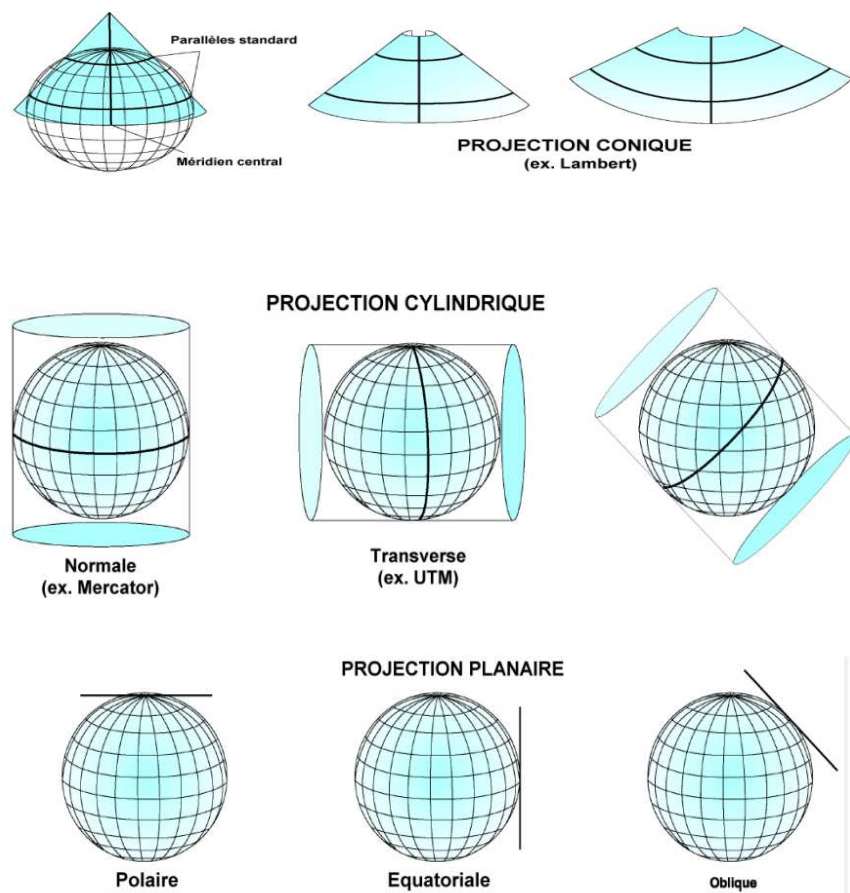 Parallèles standard
Méridien central
PROJECTION CONIQUE
(ex. Lambert)
PROJECTION CYLINDRIQUE
Normale
(ex. Mercator)
Transverse
(ex. UTM)
PROJECTION PLANAIRE
Polaire
Equatoriale
Oblique